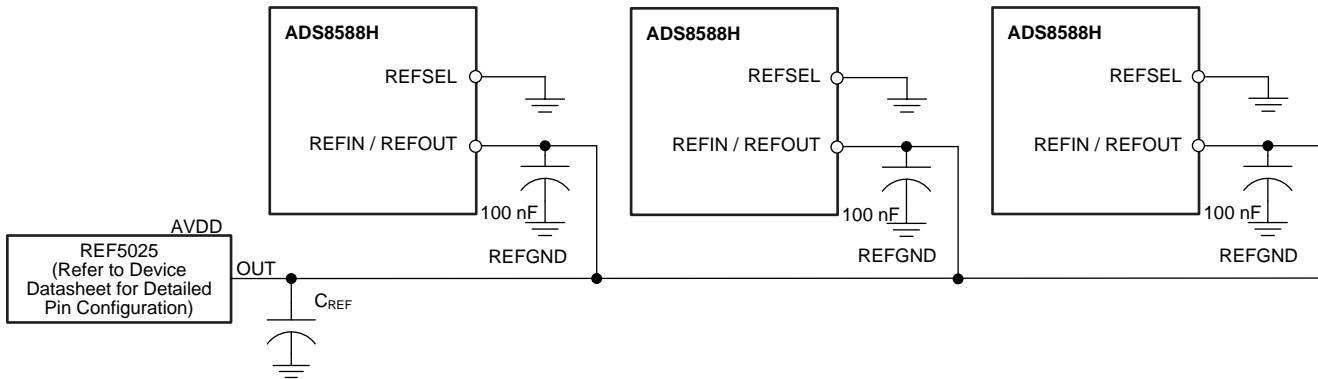 ADS8588H
REFSEL
REFIN / REFOUT
100 nF
REFGND
ADS8588H
REFSEL
REFIN / REFOUT
100 nF
REFGND
ADS8588H
REFSEL
REFIN / REFOUT
100 nF
REFGND
AVDD
REF5025
(Refer to Device
Datasheet for Detailed
Pin Configuration)
OUT
CREF